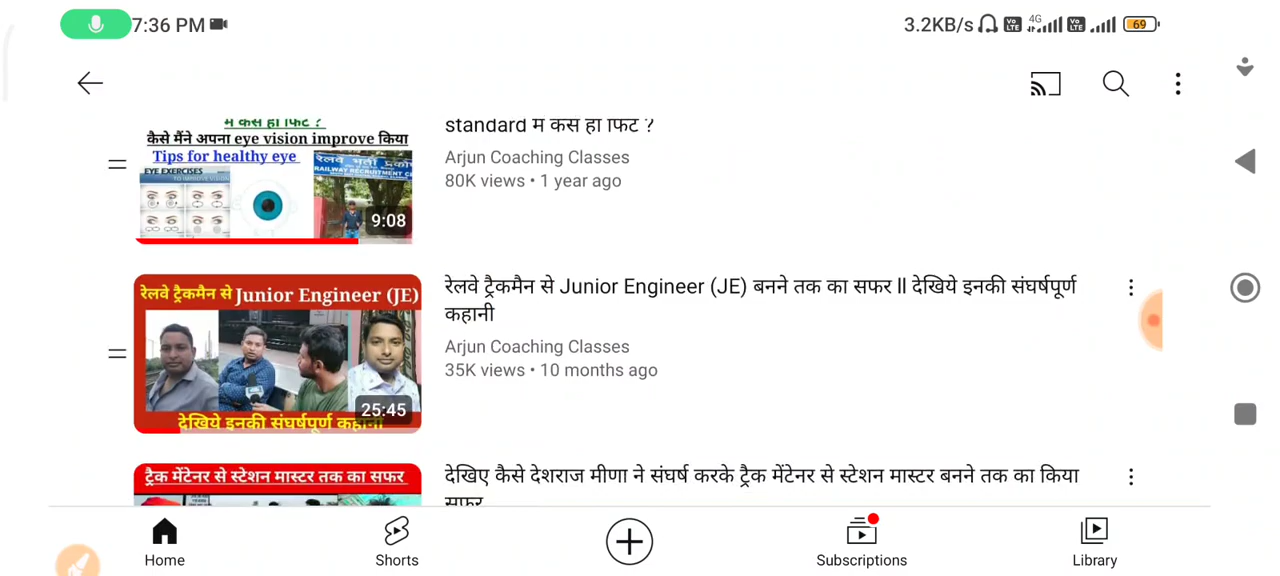 7:36 PM
3.2KB/s
4G
69
कैसे मैंने अपना eye vision improve किया
Tips for healthy eye
EYE EXERCISES
9:08
standard में कैसे हो फिट ?
Arjun Coaching Classes
80K views • 1 year ago
रेलवे ट्रैकमैन से Junior Engineer (JE)
देखिये इनकी संघर्षपूर्ण कहानी
25:45
रेलवे ट्रैकमैन से Junior Engineer (JE) बनने तक का सफर ll देखिये इनकी संघर्षपूर्ण
कहानी
Arjun Coaching Classes
35K views • 10 months ago
ट्रैक मेंटेनर से स्टेशन मास्टर तक का सफर
देखिए कैसे देशराज मीणा ने संघर्ष करके ट्रैक मेंटेनर से स्टेशन मास्टर बनने तक का किया
सफर
Home
Shorts
Subscriptions
Library